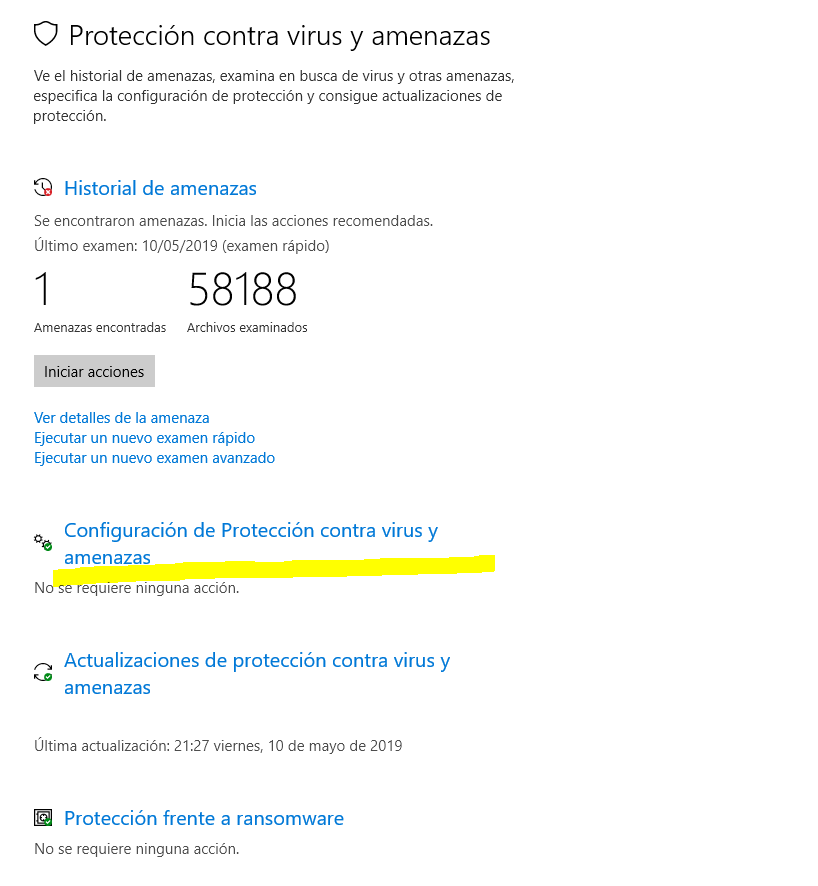 Protección contra virus y amenazas
Ve el historial de amenazas, examina en busca de virus y otras amenazas,
especifica la configuración de protección y consigue actualizaciones de
protección.
Historial de amenazas
Se encontraron amenazas. Inicia las acciones recomendadas.
Último examen: 10/05/2019 (examen rápido)
1 58188
Amenazas encontradas Archivos examinados
Iniciar acciones
Ver detalles de la amenaza
Ejecutar un nuevo examen rápido
Ejecutar un nuevo examen avanzado
Configuración de Protección contra virus y
amenazas
No se requiere ninguna acción.
Actualizaciones de protección contra virus y
amenazas
Última actualización: 21:27 viernes, 10 de mayo de 2019
Protección frente a ransomware
No se requiere ninguna acción.